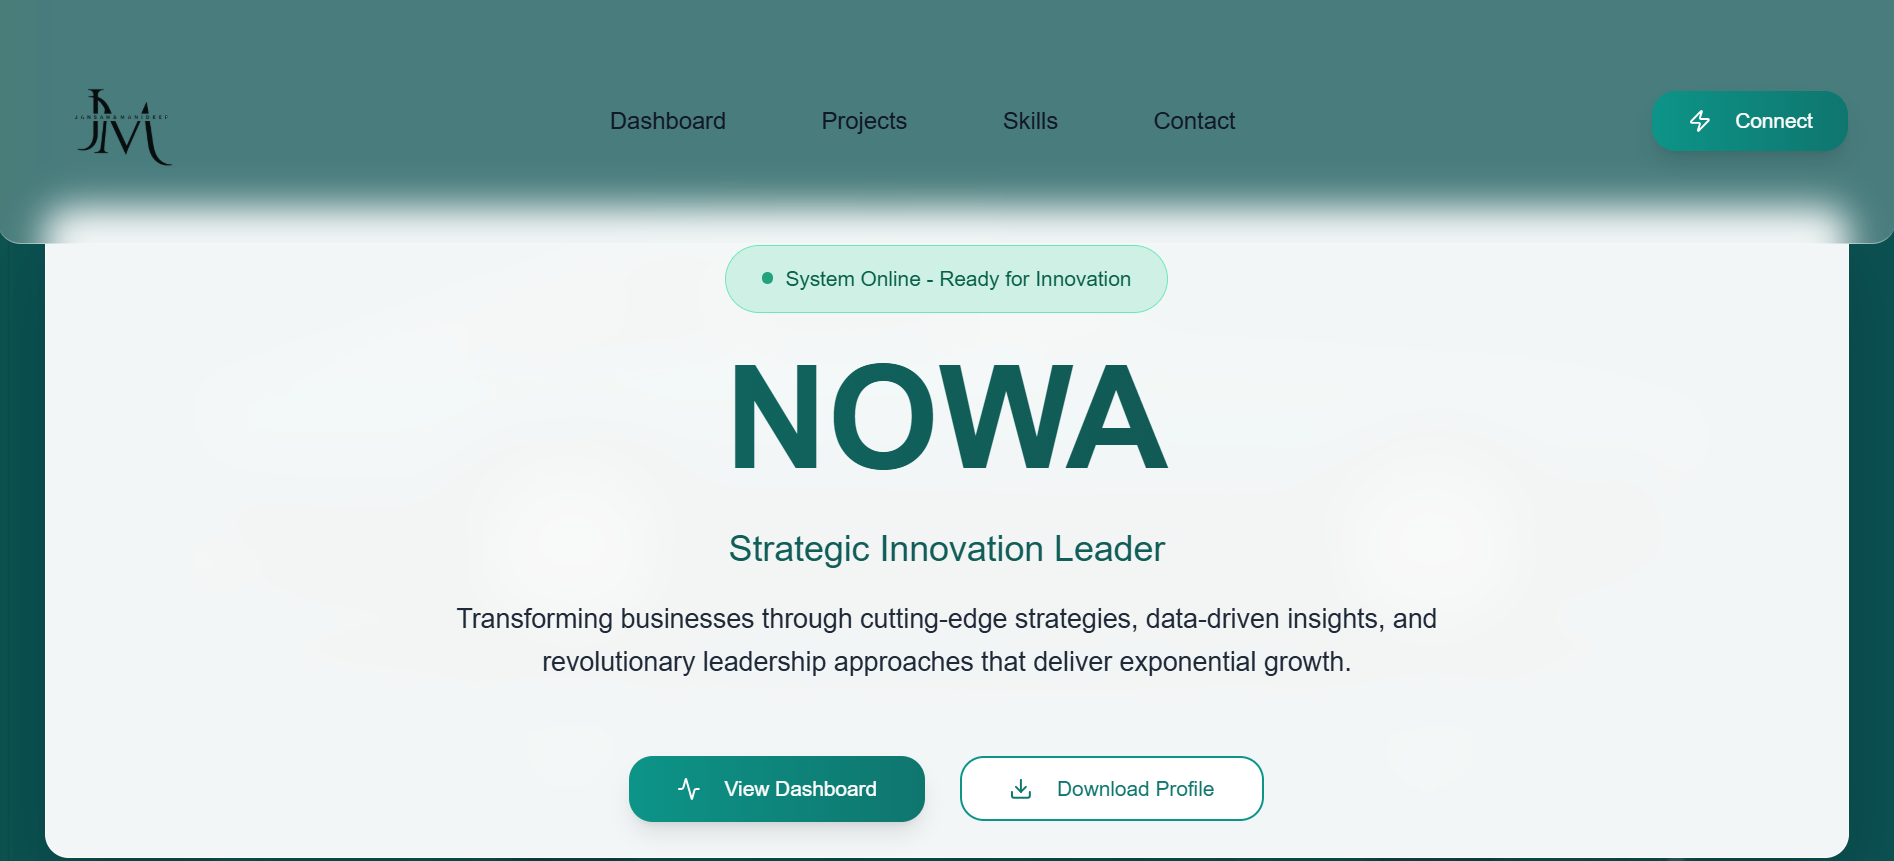 JM
Dashboard
Projects
Skills
Contact
Connect
System Online - Ready for Innovation
NOWA
Strategic Innovation Leader
Transforming businesses through cutting-edge strategies, data-driven insights, and
revolutionary leadership approaches that deliver exponential growth.
View Dashboard
Download Profile